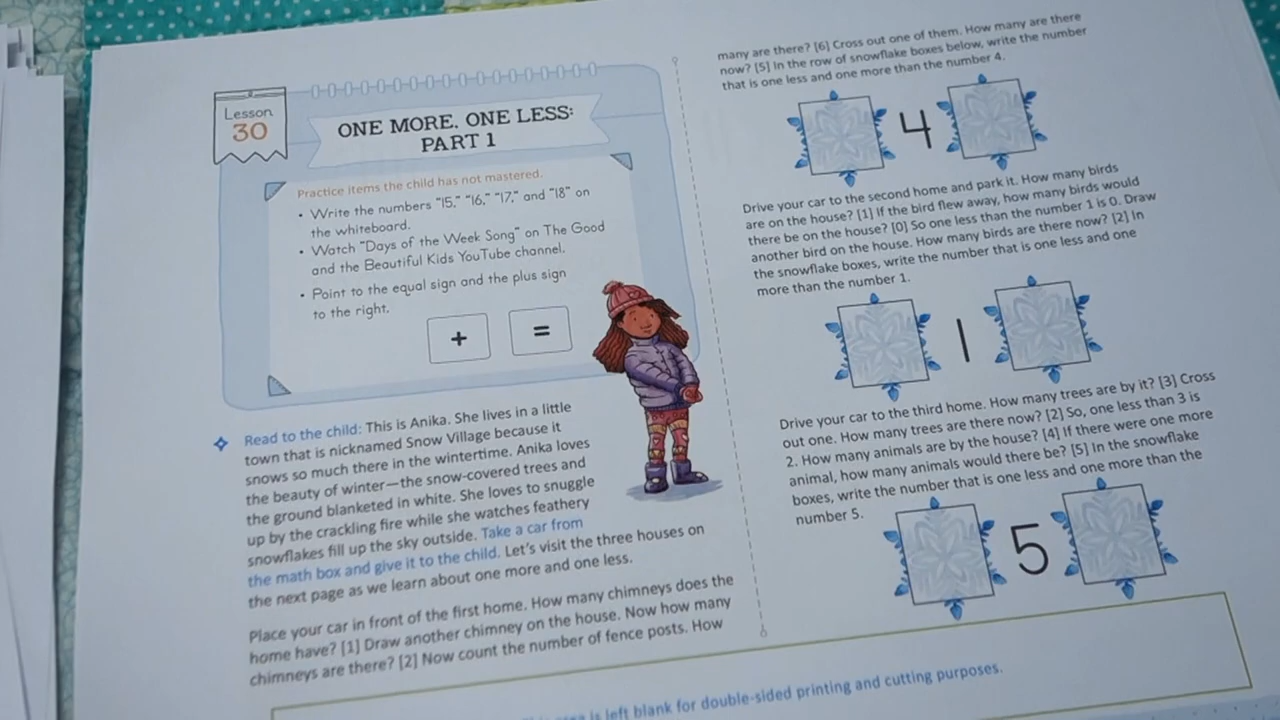 Lesson
30
ONE MORE, ONE LESS:
PART 1
Practice items the child has not mastered.
• Write the numbers "15," "16," "17," and "18" on
the whiteboard.
• Watch "Days of the Week Song" on The Good
and the Beautiful Kids YouTube channel.
• Point to the equal sign and the plus sign
to the right.
+ =
Read to the child: This is Anika. She lives in a little
town that is nicknamed Snow Village because it
snows so much there in the wintertime. Anika loves
the beauty of winter—the snow-covered trees and
the ground blanketed in white. She loves to snuggle
up by the crackling fire while she watches feathery
snowflakes fill up the sky outside. Take a car from
the math box and give it to the child. Let's visit the three houses on
the next page as we learn about one more and one less.
Place your car in front of the first home. How many chimneys does the
home have? [1] Draw another chimney on the house. Now how many
chimneys are there? [2] Now count the number of fence posts. How
many are there? [6] Cross out one of them. How many are there
now? [5] In the row of snowflake boxes below, write the number
that is one less and one more than the number 4.
4
Drive your car to the second home and park it. How many birds
are on the house? [1] If the bird flew away, how many birds would
there be on the house? [0] So one less than the number 1 is 0. Draw
another bird on the house. How many birds are there now? [2] In
the snowflake boxes, write the number that is one less and one
more than the number 1.
1
Drive your car to the third home. How many trees are by it? [3] Cross
out one. How many trees are there now? [2] So, one less than 3 is
2. How many animals are by the house? [4] If there were one more
animal, how many animals would there be? [5] In the snowflake
boxes, write the number that is one less and one more than the
number 5.
5
area is left blank for double-sided printing and cutting purposes.